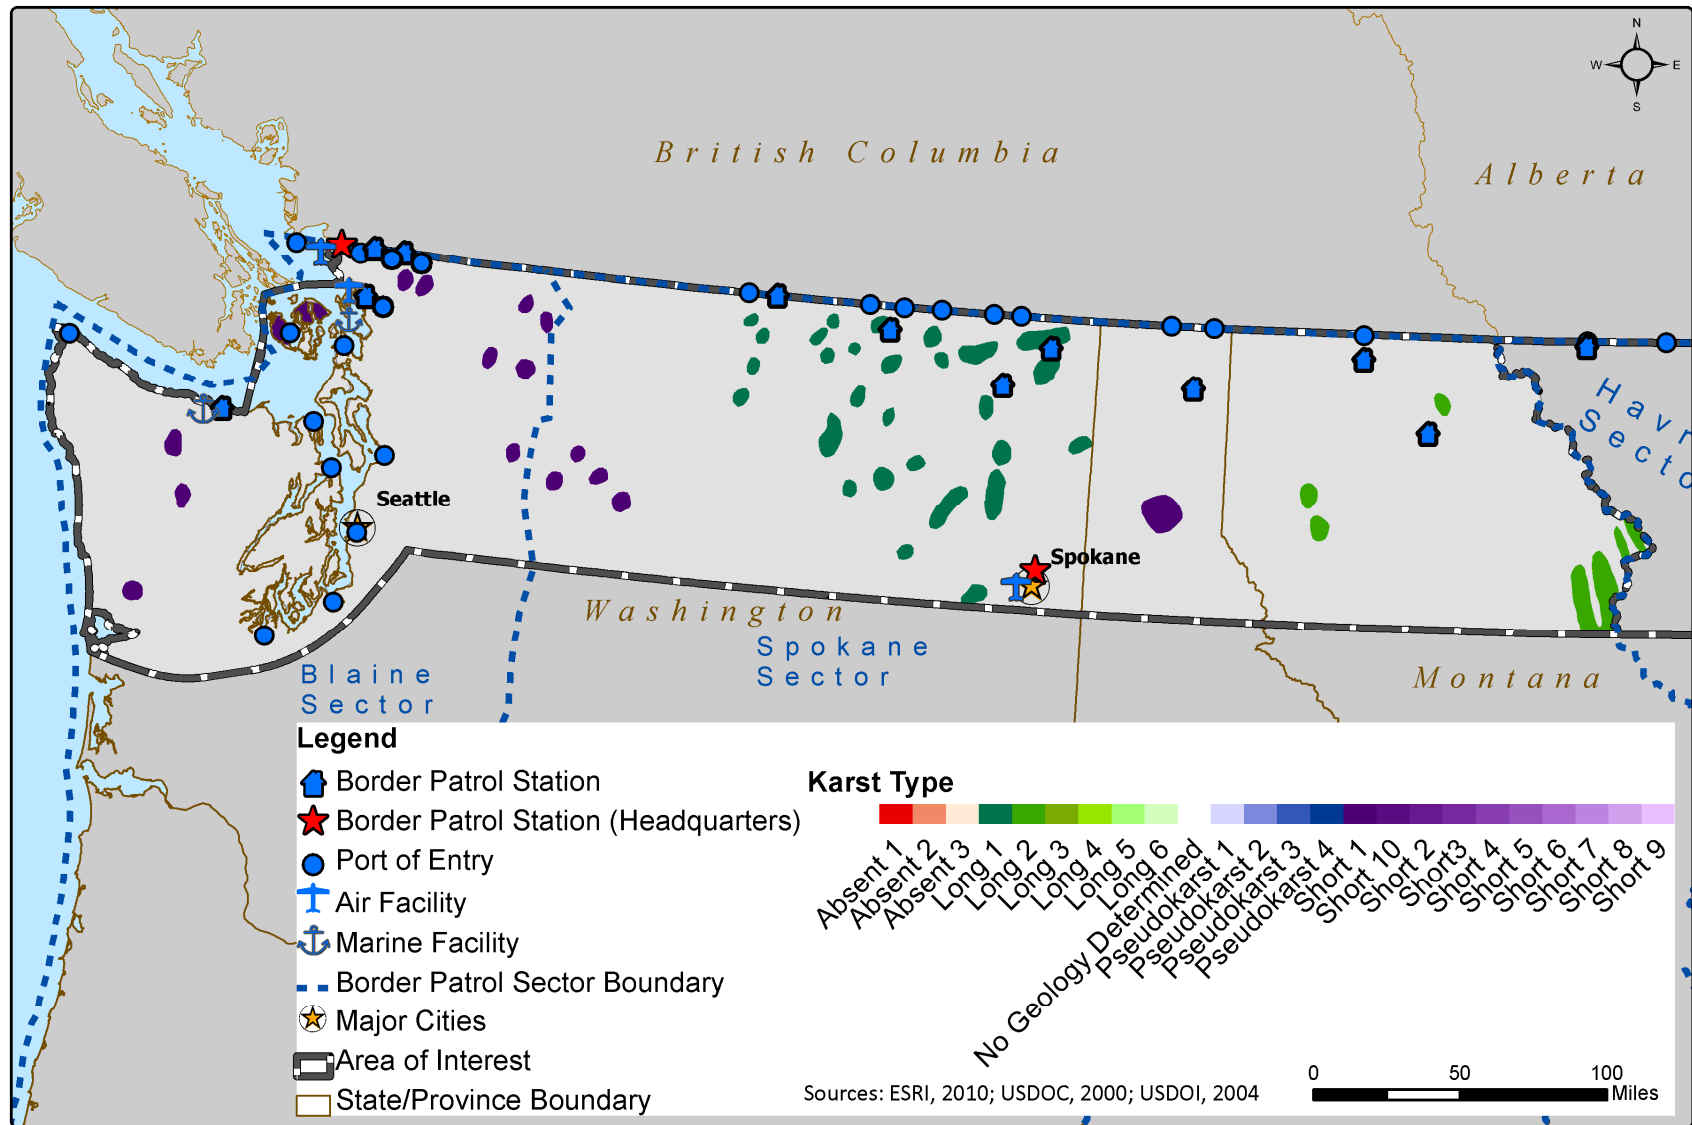 N
W E
S
British Columbia
Alberta
Havr
Secto
Seattle
Spokane
Washington
Spokane
Sector
Blaine
Sector
Montana
Legend
Border Patrol Station
Border Patrol Station (Headquarters)
Port of Entry
Air Facility
Marine Facility
Border Patrol Sector Boundary
Major Cities
Area of Interest
State/Province Boundary
Karst Type
Absent 1
Absent 2
Absent 3
Long 1
Long 2
Long 3
Long 4
Long 5
Long 6
No Geology Determined
Pseudokarst 1
Pseudokarst 2
Pseudokarst 3
Pseudokarst 4
Short 1
Short 10
Short 2
Short3
Short 4
Short 5
Short 6
Short 7
Short 8
Short 9
Sources: ESRI, 2010; USDOC, 2000; USDOI, 2004
0 50 100
Miles